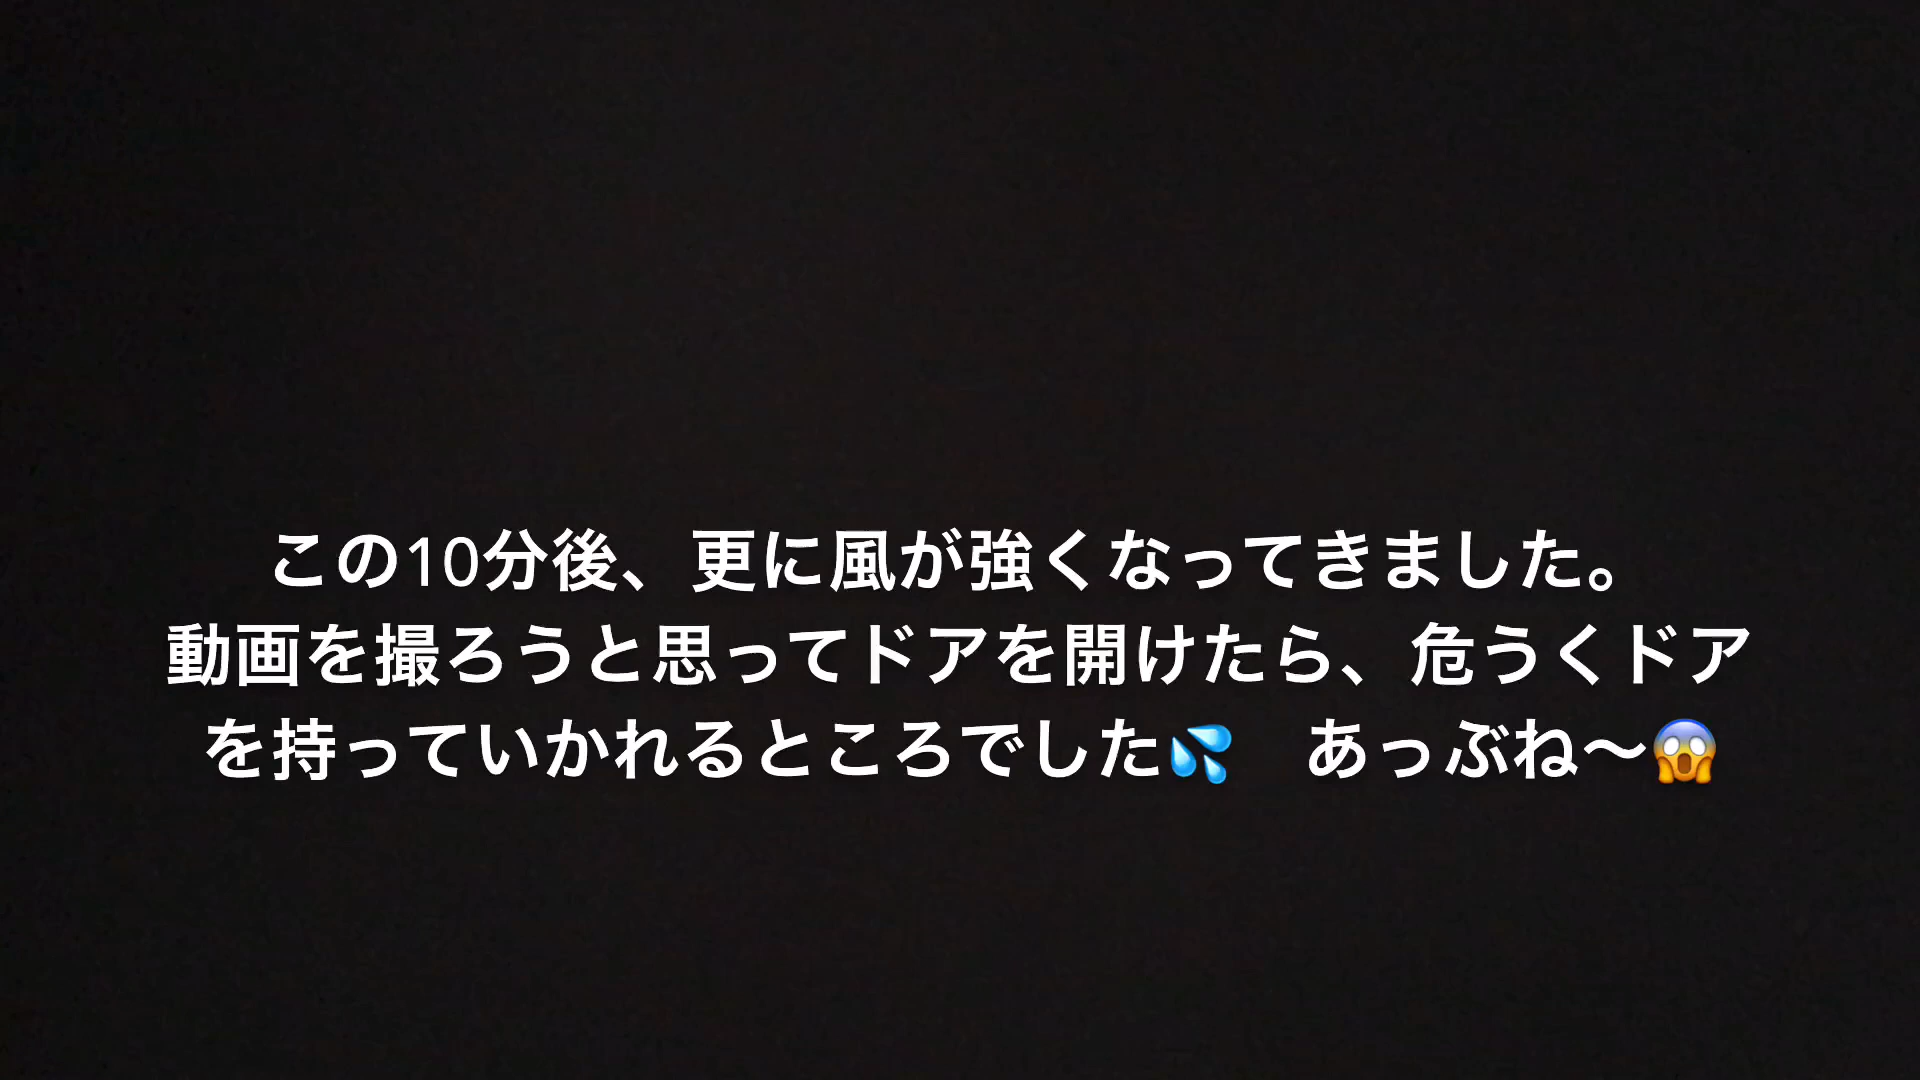 この10分後、更に風が強くなってきました。
動画を撮ろうと思ってドアを開けたら、危うくドア
を持っていかれるところでした💦　あっぶね〜😱